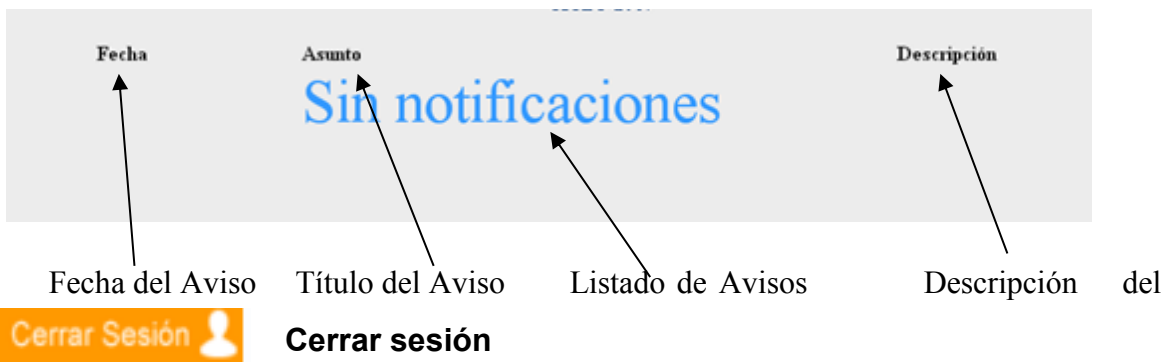 Fecha Asunto Descripción
Sin notificaciones
Fecha del Aviso Título del Aviso Listado de Avisos Descripción del
Cerrar Sesión Cerrar sesión